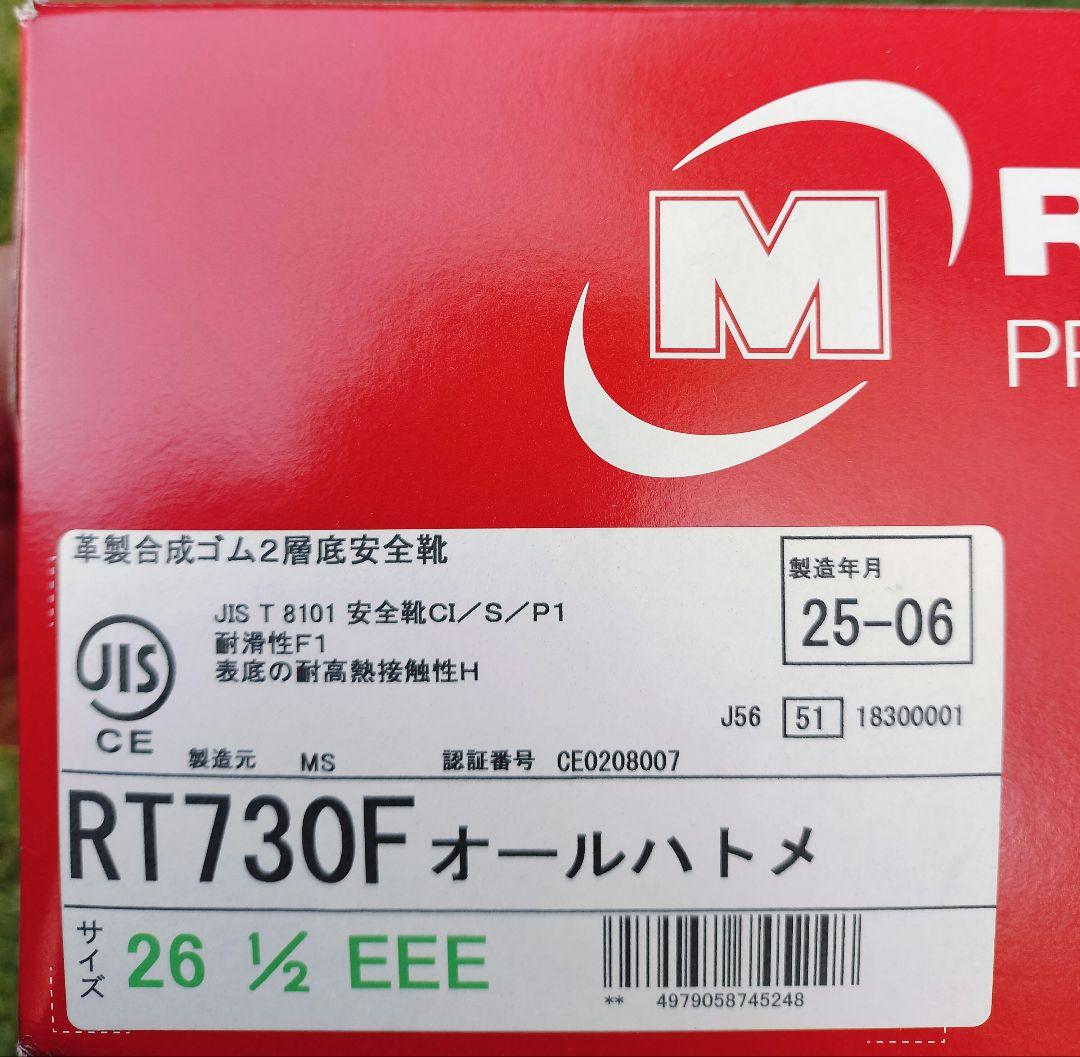 M
R
PR
革製合成ゴム2層底安全靴
JIS T 8101 安全靴CI／S／P1
耐滑性F1
表底の耐高熱接触性H
製造年月
25-06
JIS
CE
J56 51 18300001
製造元 MS 認証番号 CE0208007
RT730F オールハトメ
サイズ 26 ½ EEE
** 4979058745248